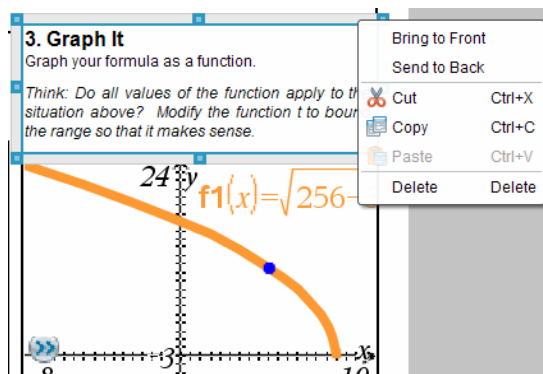 3. Graph It
Graph your formula as a function.
Think: Do all values of the function apply to
situation above? Modify the function t to
the range so that it makes sense.
Bring to Front
Send to Back
Cut Ctrl+X
Copy Ctrl+C
Paste Ctrl+V
Delete Delete
24 y
f1(x)=√256-
x
-8 -3 10